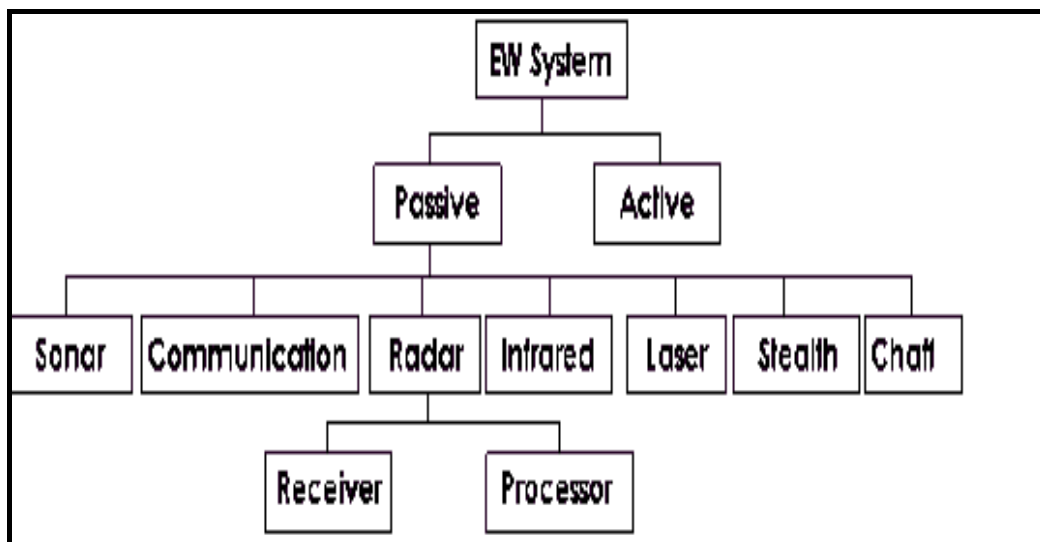 EW System
Passive Active
Sonar Communication Radar Infrared Laser Stealth Chaff
Receiver Processor